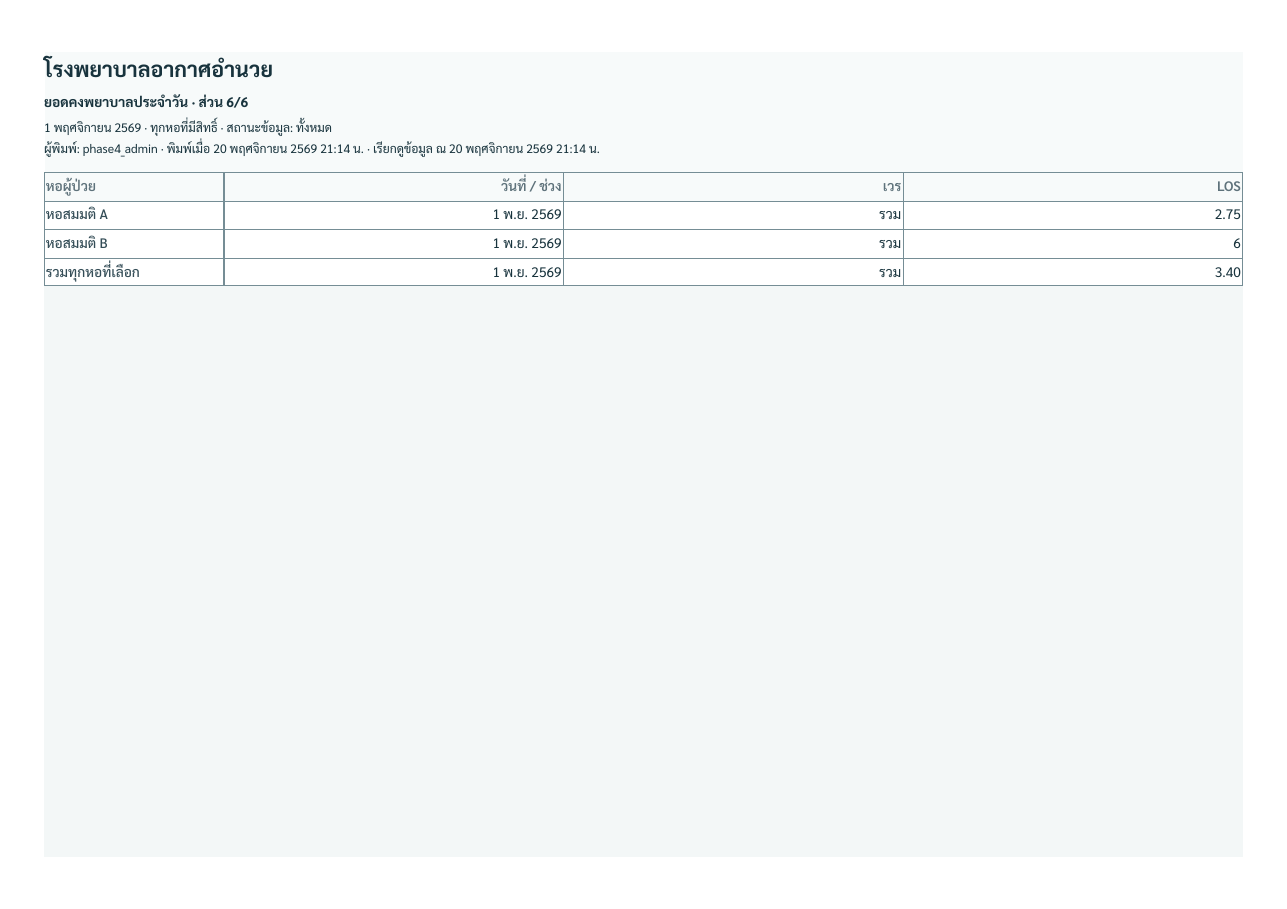 โรงพยาบาลอากาศอำนวย
ยอดคงพยาบาลประจำวัน · ส่วน 6/6
1 พฤศจิกายน 2569 · ทุกหอที่มีสิทธิ์ · สถานะข้อมูล: ทั้งหมด
ผู้พิมพ์: phase4_admin · พิมพ์เมื่อ 20 พฤศจิกายน 2569 21:14 น. · เรียกดูข้อมูล ณ 20 พฤศจิกายน 2569 21:14 น.
หอผู้ป่วย วันที่ / ช่วง เวร LOS
หอสมมติ A 1 พ.ย. 2569 รวม 2.75
หอสมมติ B 1 พ.ย. 2569 รวม 6
รวมทุกหอที่เลือก 1 พ.ย. 2569 รวม 3.40